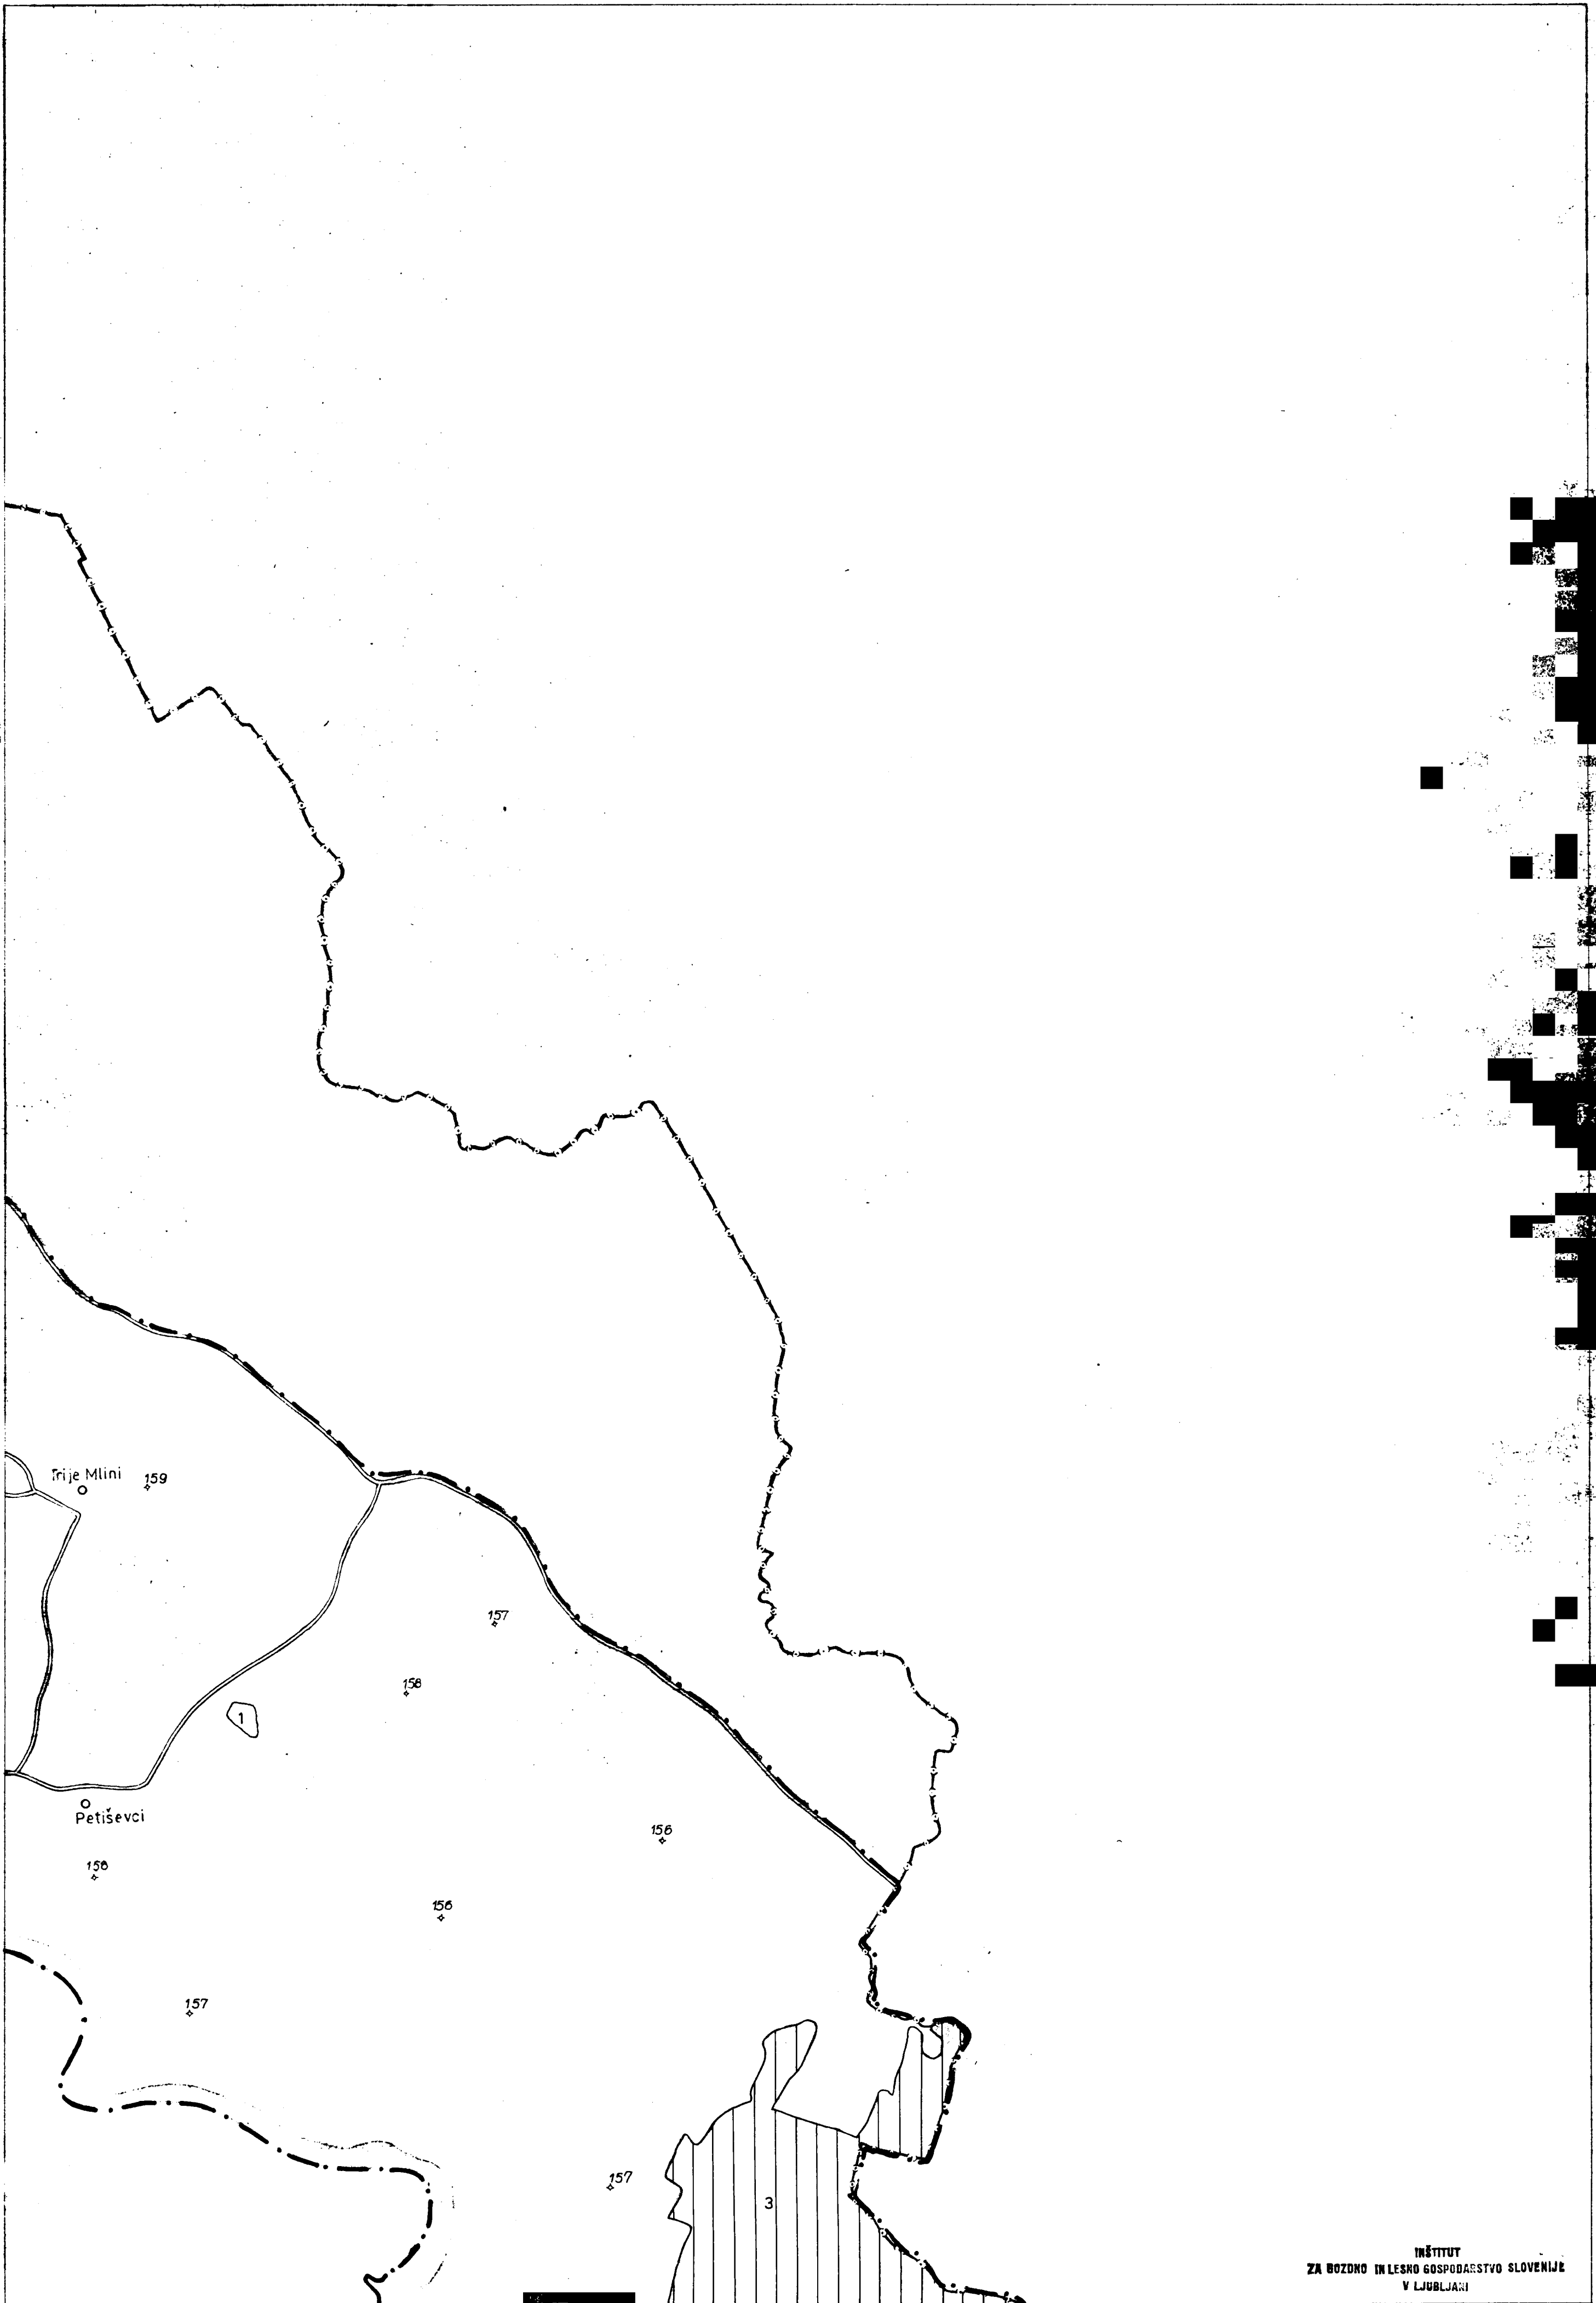 Trije Mlini
159
157
158
1
Petiševci
156
158
156
157
157
3
INŠTITUT
ZA GOZDNO IN LESNO GOSPODARSTVO SLOVENIJE
V LJUBLJANI